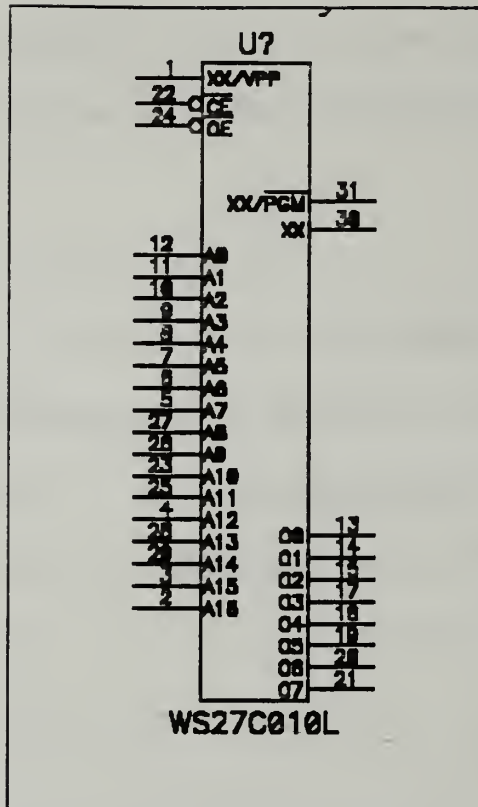 U?
1 XX/VPP
22 CE
24 OE
XX/PGM 31
XX 30
12 A0
11 A1
10 A2
9 A3
8 A4
7 A5
6 A6
5 A7
27 A8
26 A9
23 A10
25 A11
4 A12
28 A13
29 A14
3 A15
2 A16
O0 13
O1 14
O2 15
O3 17
O4 18
O5 19
O6 20
O7 21
WS27C010L